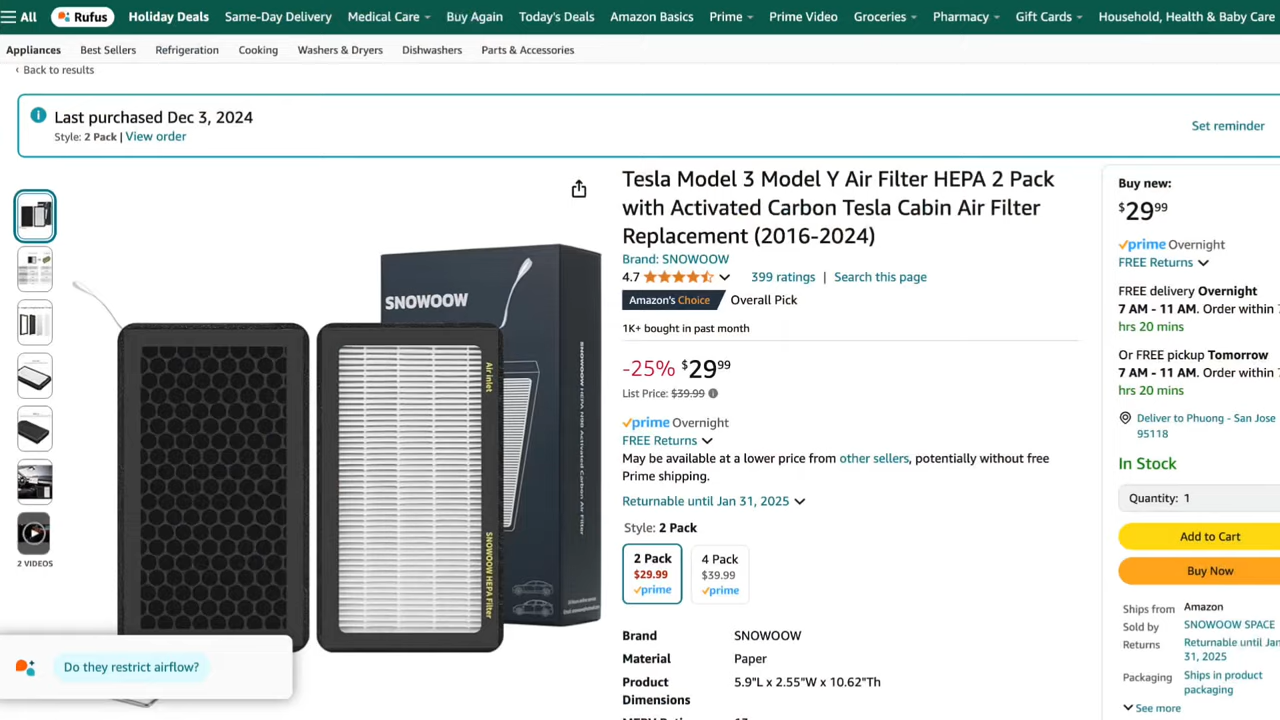 All
Rufus
Holiday Deals
Same-Day Delivery
Medical Care
Buy Again
Today's Deals
Amazon Basics
Prime
Prime Video
Groceries
Pharmacy
Gift Cards
Household, Health & Baby Care
Appliances
Best Sellers
Refrigeration
Cooking
Washers & Dryers
Dishwashers
Parts & Accessories
‹ Back to results
Last purchased Dec 3, 2024
Style: 2 Pack | View order
Set reminder
2 VIDEOS
SNOWOOW
Air inlet
SNOWOOW HEPA Filter
SNOWOOW HEPA N98 Activated Carbon Air Filter
Do they restrict airflow?
Tesla Model 3 Model Y Air Filter HEPA 2 Pack
with Activated Carbon Tesla Cabin Air Filter
Replacement (2016-2024)
Brand: SNOWOOW
4.7
399 ratings | Search this page
Amazon's Choice
Overall Pick
1K+ bought in past month
-25% $29 99
List Price: $39.99
prime Overnight
FREE Returns
May be available at a lower price from other sellers, potentially without free
Prime shipping.
Returnable until Jan 31, 2025
Style: 2 Pack
2 Pack
$29.99
prime
4 Pack
$39.99
prime
Brand SNOWOOW
Material Paper
Product 5.9"L x 2.55"W x 10.62"Th
Dimensions
Buy new:
$29 99
prime Overnight
FREE Returns
FREE delivery Overnight
7 AM - 11 AM. Order within 7
hrs 20 mins
Or FREE pickup Tomorrow
7 AM - 11 AM. Order within 7
hrs 20 mins
Deliver to Phuong - San Jose
95118
In Stock
Quantity: 1
Add to Cart
Buy Now
Ships from Amazon
Sold by SNOWOOW SPACE
Returns Returnable until Jan
31, 2025
Packaging Ships in product
packaging
See more